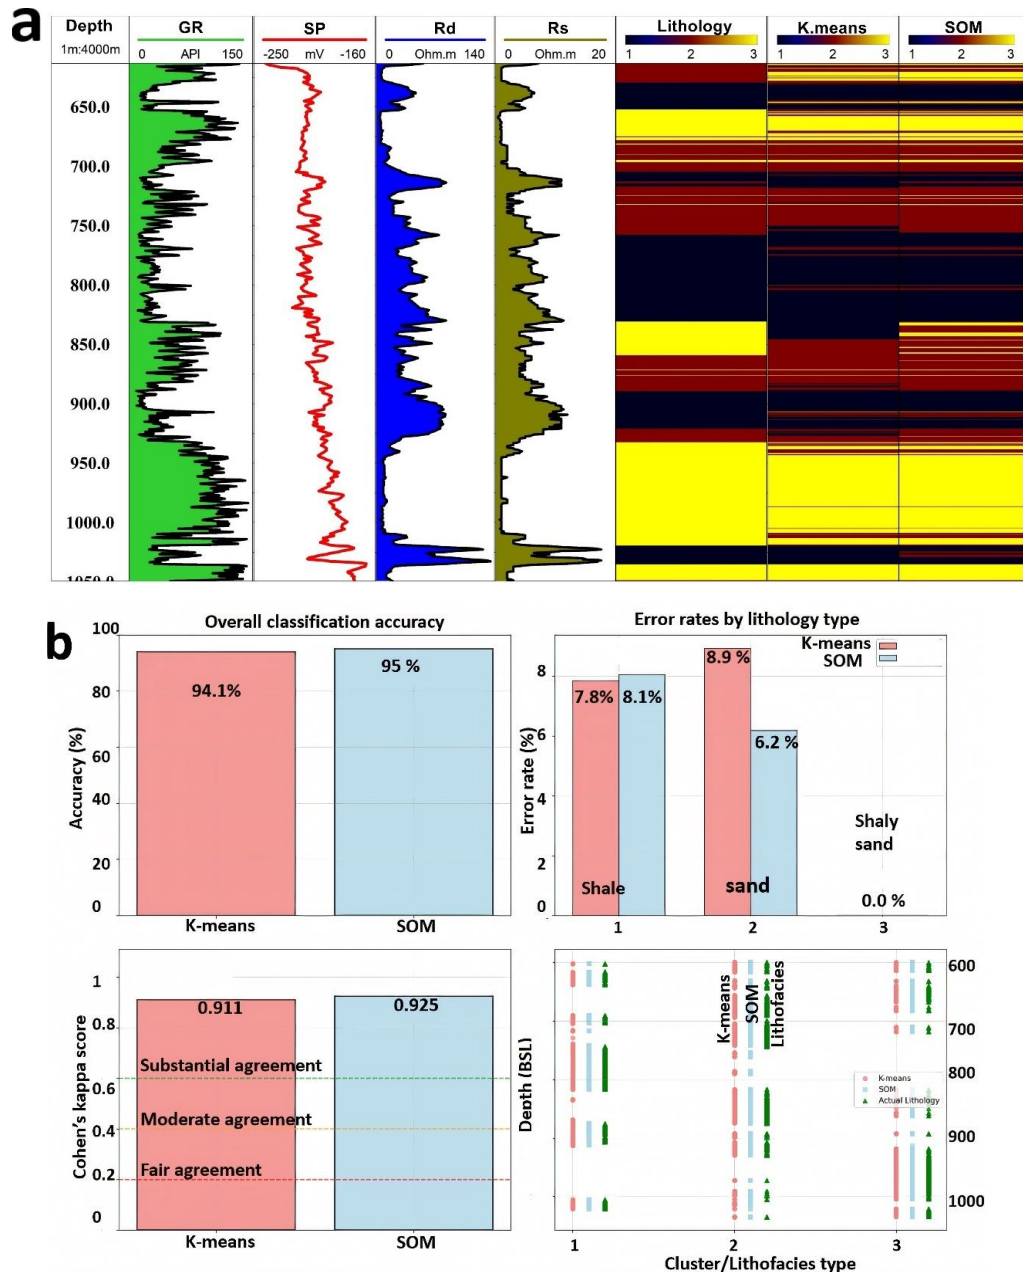 a
Depth GR SP Rd Rs Lithology K.means SOM
1m:4000m 0 API 150 -250 mV -160 0 Ohm.m 140 0 Ohm.m 20 1 2 3 1 2 3 1 2 3
650.0
700.0
750.0
800.0
850.0
900.0
950.0
1000.0
1050.0
b
Overall classification accuracy
Accuracy (%)
100
80
60
40
20
0
94.1%
95 %
K-means SOM
Error rates by lithology type
Error rate (%)
8
6
4
2
0
K-means
SOM
7.8% 8.1%
8.9 %
6.2 %
Shale
sand
Shaly
sand
0.0 %
1 2 3
Cohen's kappa score
1
0.8
0.6
0.4
0.2
0
0.911 0.925
Substantial agreement
Moderate agreement
Fair agreement
K-means SOM
Depth (BSL)
K-means
SOM
Lithofacies
K-means
SOM
Actual Lithology
600
700
800
900
1000
1 2 3
Cluster/Lithofacies type